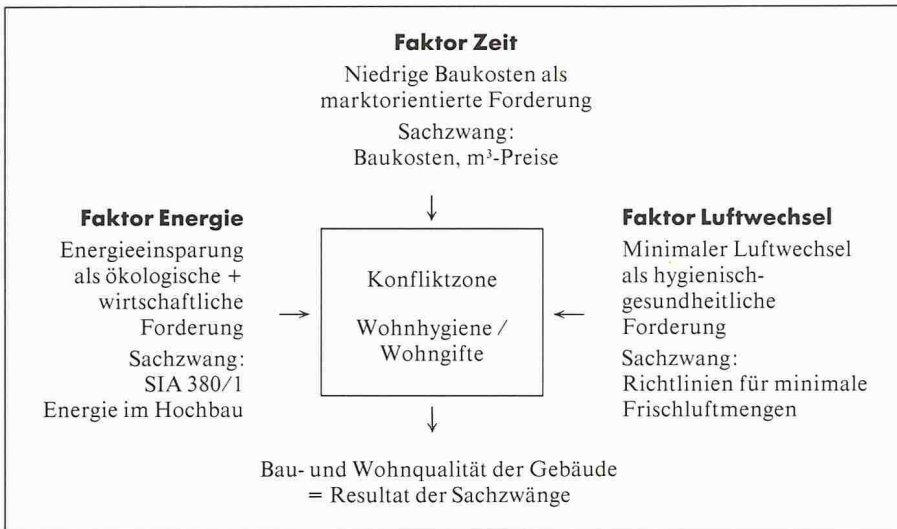 Faktor Zeit
Niedrige Baukosten als
marktorientierte Forderung
Sachzwang:
Baukosten, m³-Preise
Faktor Energie
Energieeinsparung
als ökologische +
wirtschaftliche
Forderung
Sachzwang:
SIA 380/1
Energie im Hochbau
Konfliktzone
Wohnhygiene /
Wohngifte
Faktor Luftwechsel
Minimaler Luftwechsel
als hygienisch-
gesundheitliche
Forderung
Sachzwang:
Richtlinien für minimale
Frischluftmengen
Bau- und Wohnqualität der Gebäude
= Resultat der Sachzwänge